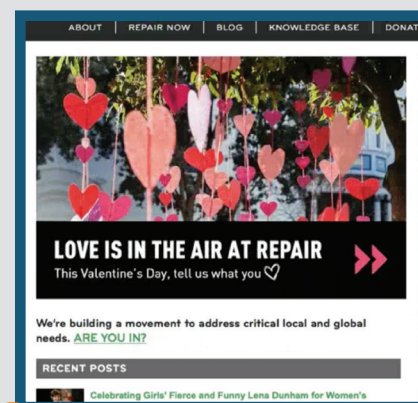 ABOUT | REPAIR NOW | BLOG | KNOWLEDGE BASE | DONAT
LOVE IS IN THE AIR AT REPAIR
This Valentine's Day, tell us what you
We're building a movement to address critical local and global
needs. ARE YOU IN?
RECENT POSTS
Celebrating Girls' Fierce and Funny Lena Dunham for Women's